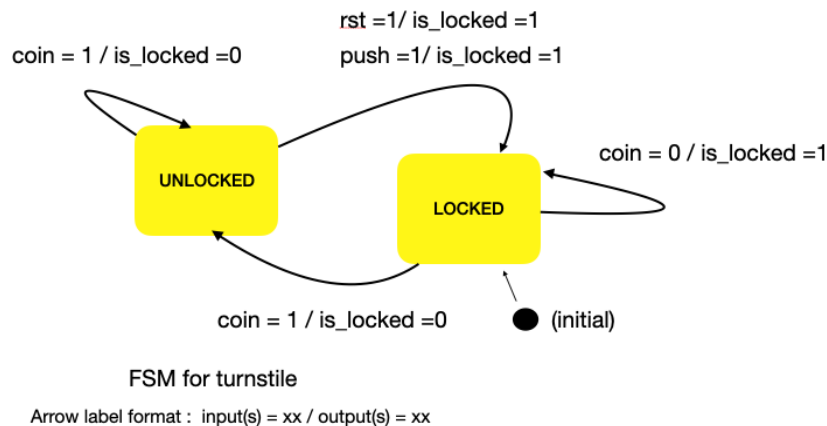 rst =1/ is_locked =1
coin = 1 / is_locked =0
push =1/ is_locked =1
coin = 0 / is_locked =1
UNLOCKED
LOCKED
coin = 1 / is_locked =0
(initial)
FSM for turnstile
Arrow label format : input(s) = xx / output(s) = xx